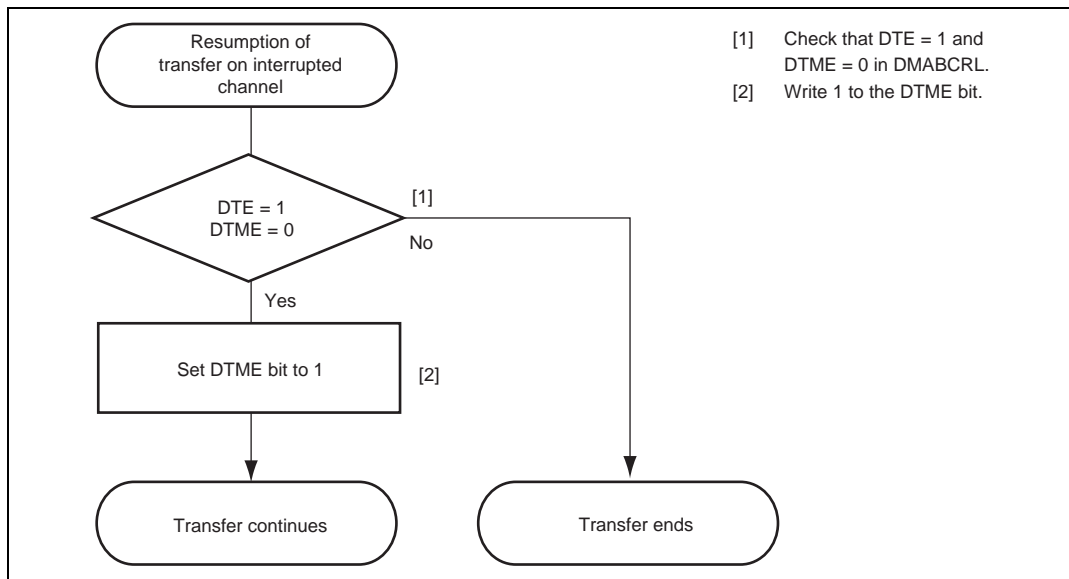 Resumption of
transfer on interrupted
channel
[1] Check that DTE = 1 and
DTME = 0 in DMABCRL.
[2] Write 1 to the DTME bit.
DTE = 1
DTME = 0
[1]
No
Yes
Set DTME bit to 1
[2]
Transfer continues
Transfer ends